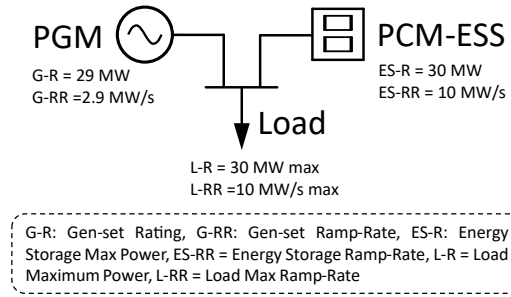 PGM
G-R = 29 MW
G-RR =2.9 MW/s
PCM-ESS
ES-R = 30 MW
ES-RR = 10 MW/s
Load
L-R = 30 MW max
L-RR =10 MW/s max
G-R: Gen-set Rating, G-RR: Gen-set Ramp-Rate, ES-R: Energy
Storage Max Power, ES-RR = Energy Storage Ramp-Rate, L-R = Load
Maximum Power, L-RR = Load Max Ramp-Rate